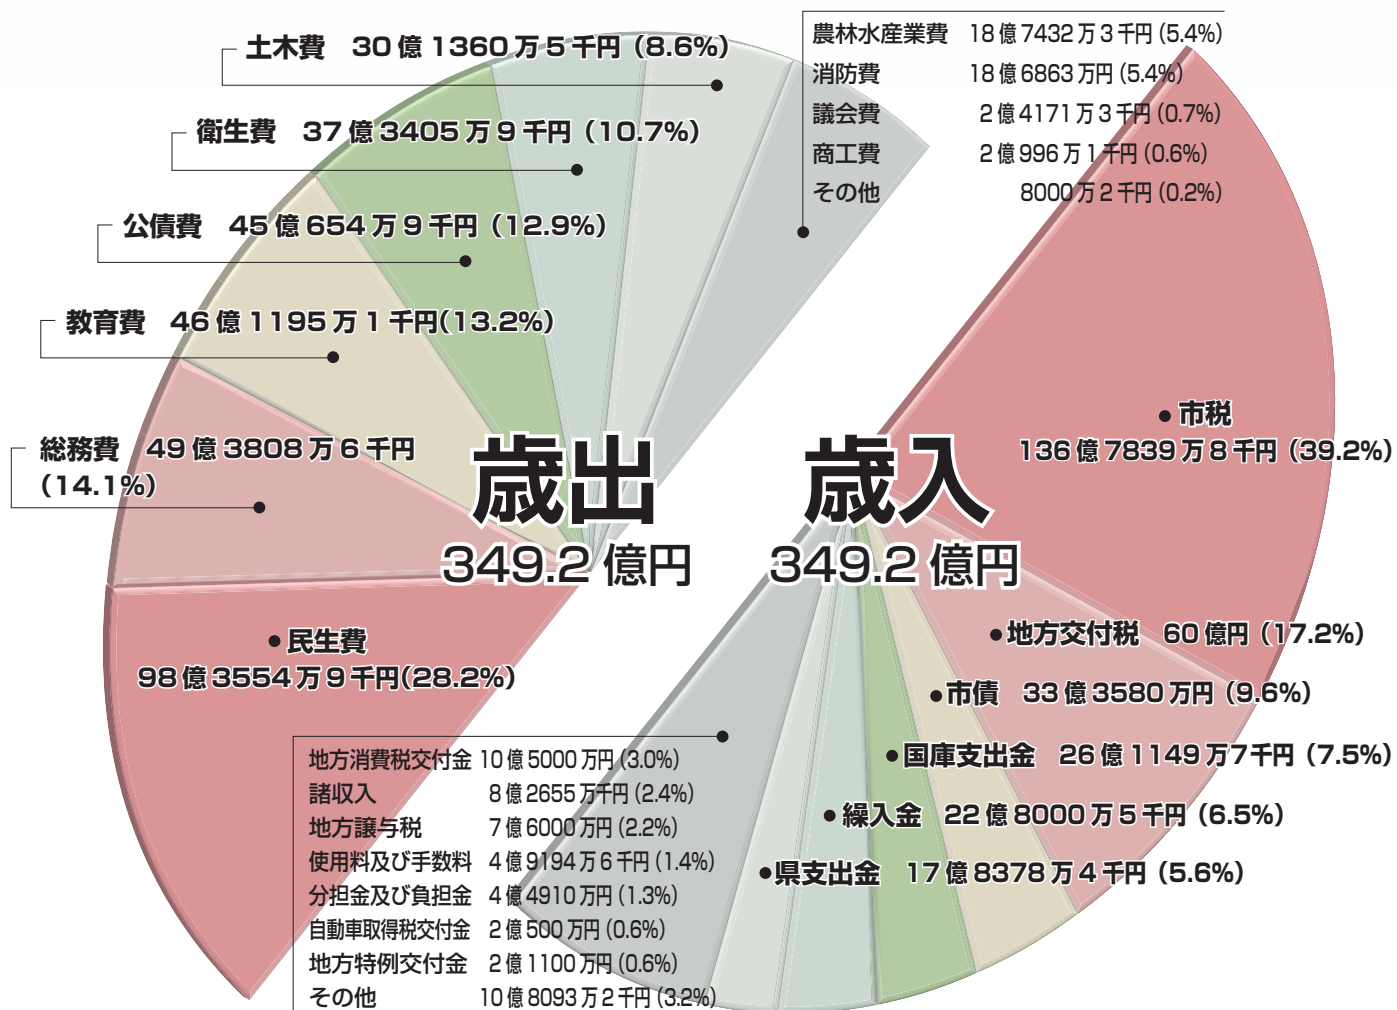 土木費 30億1360万5千円（8.6%）
衛生費 37億3405万9千円（10.7%）
公債費 45億654万9千円（12.9%）
教育費 46億1195万1千円(13.2%)
総務費 49億3808万6千円
（14.1%）
民生費
98億3554万9千円(28.2%)
農林水産業費 18億7432万3千円(5.4%)
消防費 18億6863万円(5.4%)
議会費 2億4171万3千円(0.7%)
商工費 2億996万1千円(0.6%)
その他 8000万2千円(0.2%)
歳出
349.2億円
歳入
349.2億円
市税
136億7839万8千円（39.2%）
地方交付税 60億円（17.2%）
市債 33億3580万円（9.6%）
国庫支出金 26億1149万7千円（7.5%）
繰入金 22億8000万5千円（6.5%）
県支出金 17億8378万4千円（5.6%）
地方消費税交付金 10億5000万円(3.0%)
諸収入 8億2655万千円(2.4%)
地方譲与税 7億6000万円(2.2%)
使用料及び手数料 4億9194万6千円(1.4%)
分担金及び負担金 4億4910万円(1.3%)
自動車取得税交付金 2億500万円(0.6%)
地方特例交付金 2億1100万円(0.6%)
その他 10億8093万2千円(3.2%)